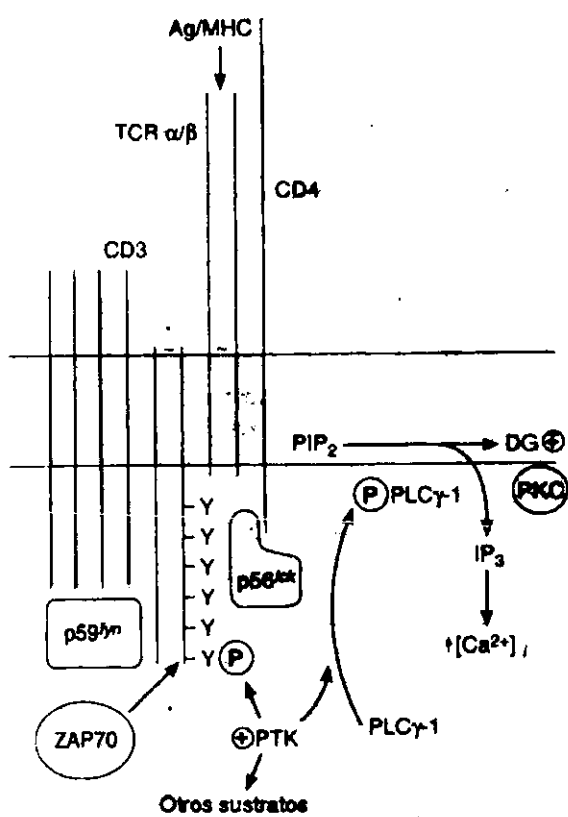 Ag/MHC
TCR α/β
CD4
CD3
PIP₂ DG⊕
PKC
P PLCγ-1
IP₃
↑[Ca²⁺]i
Y
Y
Y
Y
Y
Y P
p56lck
p59fyn
ZAP70
⊕PTK
PLCγ-1
Otros sustratos